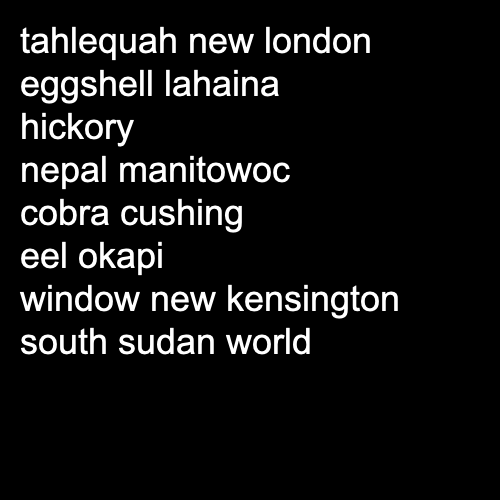 tahlequah new london
eggshell lahaina
hickory
nepal manitowoc
cobra cushing
eel okapi
window new kensington
south sudan world